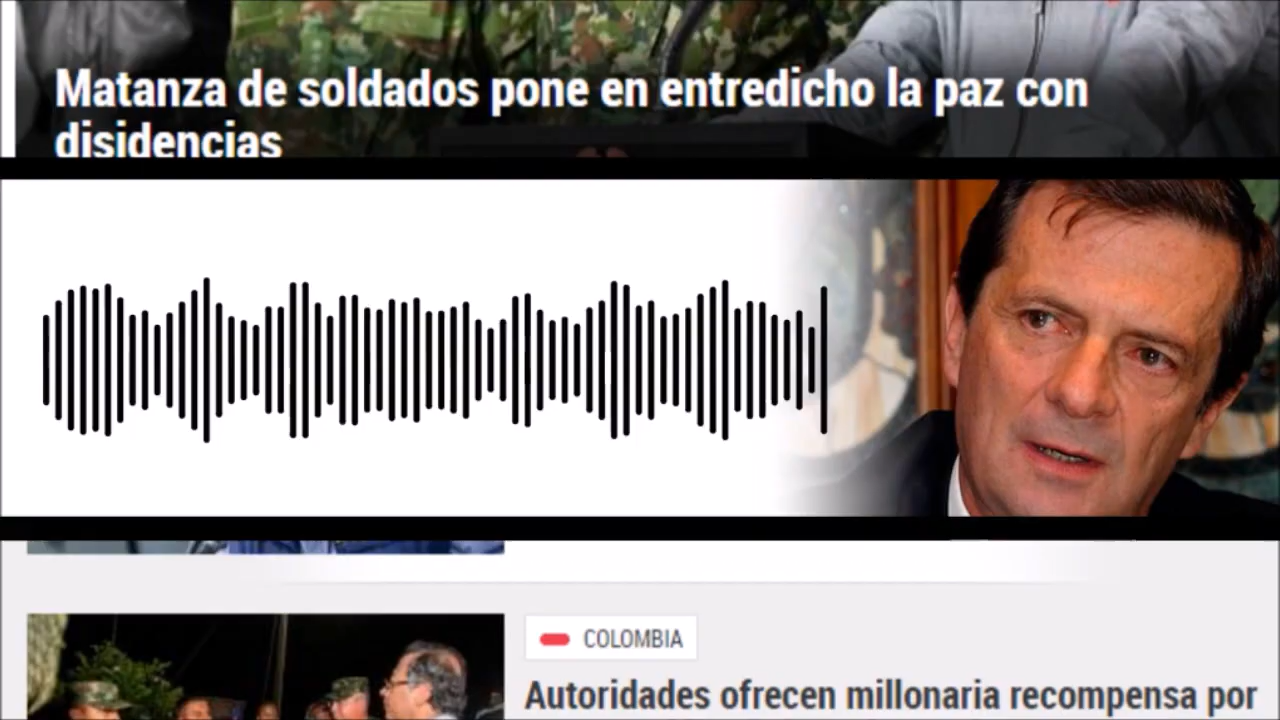 Matanza de soldados pone en entredicho la paz con
disidencias
COLOMBIA
Autoridades ofrecen millonaria recompensa por